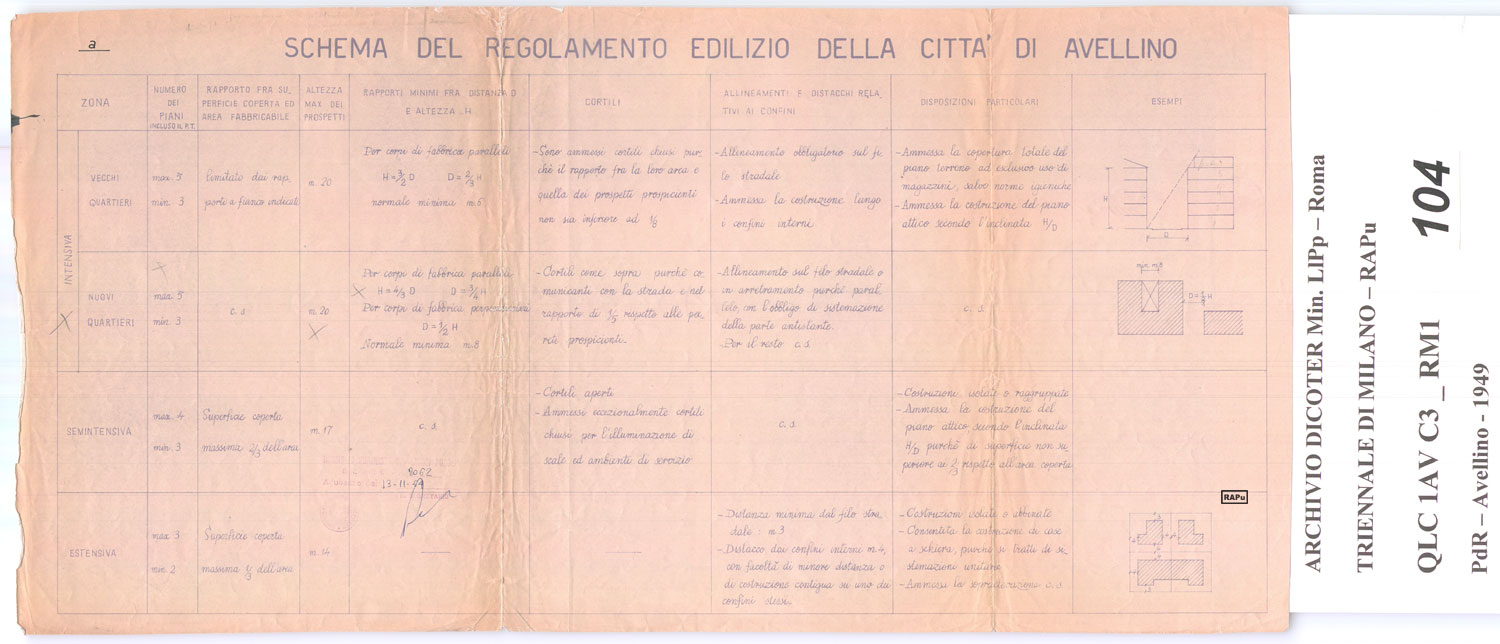 a
SCHEMA DEL REGOLAMENTO EDILIZIO DELLA CITTA' DI AVELLINO
ZONA
NUMERO
DEI
PIANI
INCLUSO IL P.T.
RAPPORTO FRA SU-
PERFICIE COPERTA ED
AREA FABBRICABILE
ALTEZZA
MAX DEI
PROSPETTI
RAPPORTI MINIMI FRA DISTANZA D
E ALTEZZA H
CORTILI
ALLINEAMENTI E DISTACCHI RELA-
TIVI AI CONFINI
DISPOSIZIONI PARTICOLARI
ESEMPI
INTENSIVA
VECCHI
QUARTIERI
max. 5
min. 3
Limitato dai rap-
porti a fianco indicati
m. 20
Per corpi di fabbrica paralleli
H=3/2 D D=2/3 H
normale minima m.6
-Sono ammessi cortili chiusi pur-
chè il rapporto fra la loro area e
quella dei prospetti prospicienti
non sia inferiore ad 1/8
-Allineamento obbligatorio sul fi-
lo stradale
-Ammessa la costruzione lungo
i confini interni
-Ammessa la copertura totale del
piano terreno ad esclusivo uso di
magazzini, salvo norme igieniche
-Ammessa la costruzione del piano
attico secondo l'inclinata H/D
H
D
NUOVI
QUARTIERI
max. 5
min. 3
c. s.
m. 20
Per corpi di fabbrica paralleli
H=4/3 D D=3/4 H
Per corpi di fabbrica perpendicolari
D=1/2 H
Normale minima m.8
-Cortili come sopra purchè co-
municanti con la strada e nel
rapporto di 1/5 rispetto alle pa-
reti prospicienti.
-Allineamento sul filo stradale o
in arretramento purchè paral-
lelo, con l'obbligo di sistemazione
della parte antistante.
-Per il resto c.s.
c. s.
min. m.8
SEMINTENSIVA
max. 4
min. 3
Superficie coperta
massima 2/3 dell'area
m. 17
c. s.
-Cortili aperti
-Ammessi eccezionalmente cortili
chiusi per l'illuminazione di
scale ed ambienti di servizio
c. s.
-Costruzioni isolate o raggruppate
-Ammessa la costruzione del
piano attico secondo l'inclinata
H/D purchè di superficie non su-
periore ai 2/3 rispetto all'area coperta
13-11-49
RAPu
ESTENSIVA
max 3
min 2
Superficie coperta
massima 1/3 dell'area
m. 14
-Distanza minima dal filo stra-
dale: m.3
-Distacco dai confini interni m.4,
con facoltà di minore distanza o
di costruzione contigua su uno dei
confini stessi.
-Costruzioni isolate o abbinate
-Consentita la costruzione di case
a schiera, purchè si tratti di si-
stemazioni unitarie
-Ammessa la c.s.
ARCHIVIO DICOTER Min. LlPp – Roma
TRIENNALE DI MILANO – RAPu
QLC 1AV C3 _ RM1 104
PdR – Avellino - 1949